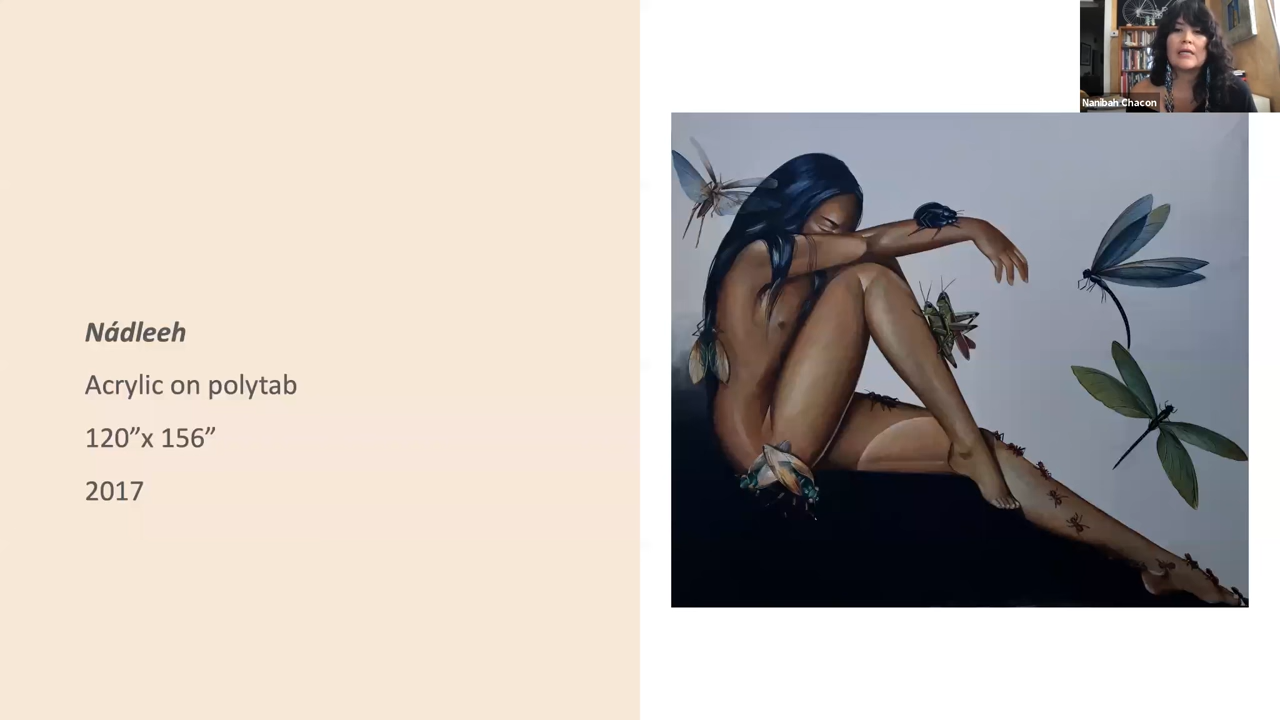 Nanibah Chacon
Nádleeh
Acrylic on polytab
120”x 156”
2017